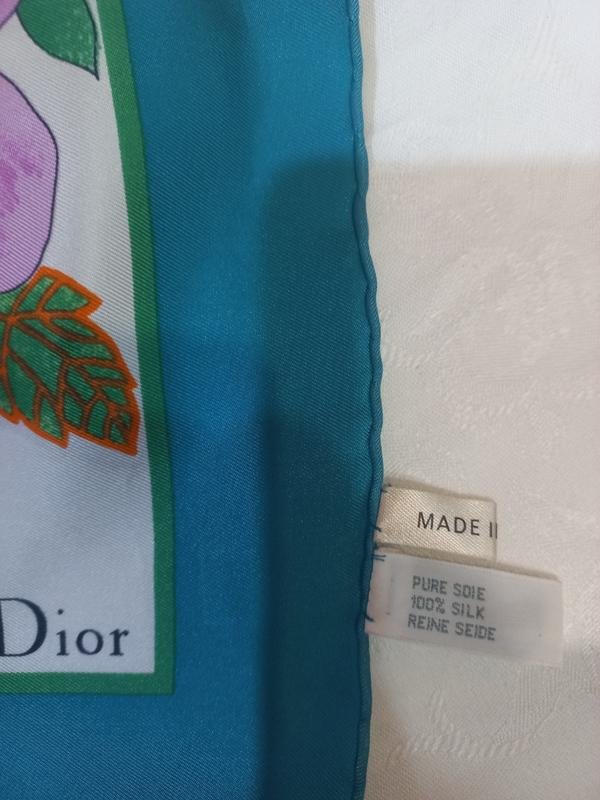 MADE I
PURE SOIE
100% SILK
REINE SEIDE
Dior